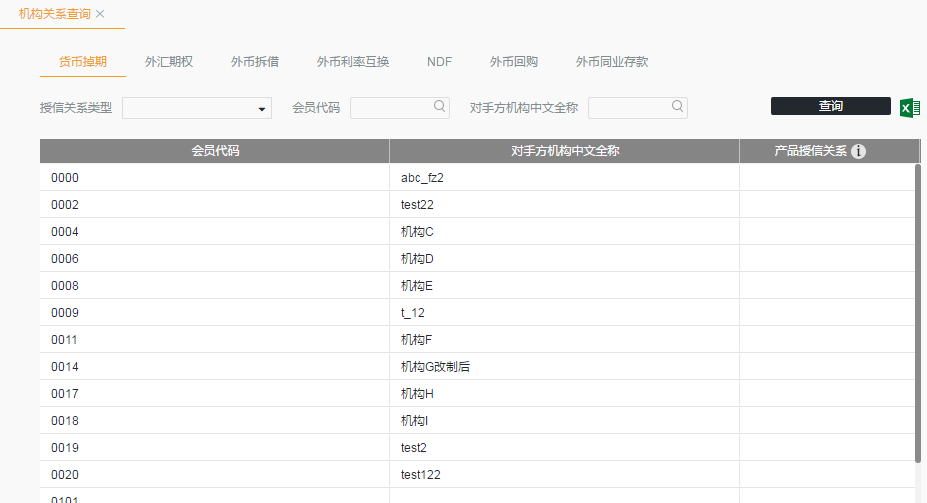 机构关系查询
货币掉期 外汇期权 外币拆借 外币利率互换 NDF 外币回购 外币同业存款
授信关系类型 会员代码 对手方机构中文全称 查询
会员代码 对手方机构中文全称 产品授信关系
0000 abc_fz2
0002 test22
0004 机构C
0006 机构D
0008 机构E
0009 t_12
0011 机构F
0014 机构G改制后
0017 机构H
0018 机构I
0019 test2
0020 test122
0101